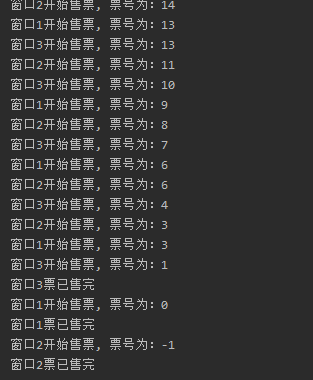 窗口2开始售票, 票号为: 14
窗口1开始售票, 票号为: 13
窗口3开始售票, 票号为: 13
窗口2开始售票, 票号为: 11
窗口3开始售票, 票号为: 10
窗口1开始售票, 票号为: 9
窗口2开始售票, 票号为: 8
窗口3开始售票, 票号为: 7
窗口1开始售票, 票号为: 6
窗口2开始售票, 票号为: 6
窗口3开始售票, 票号为: 4
窗口2开始售票, 票号为: 3
窗口1开始售票, 票号为: 3
窗口3开始售票, 票号为: 1
窗口3票已售完
窗口1开始售票, 票号为: 0
窗口1票已售完
窗口2开始售票, 票号为: -1
窗口2票已售完